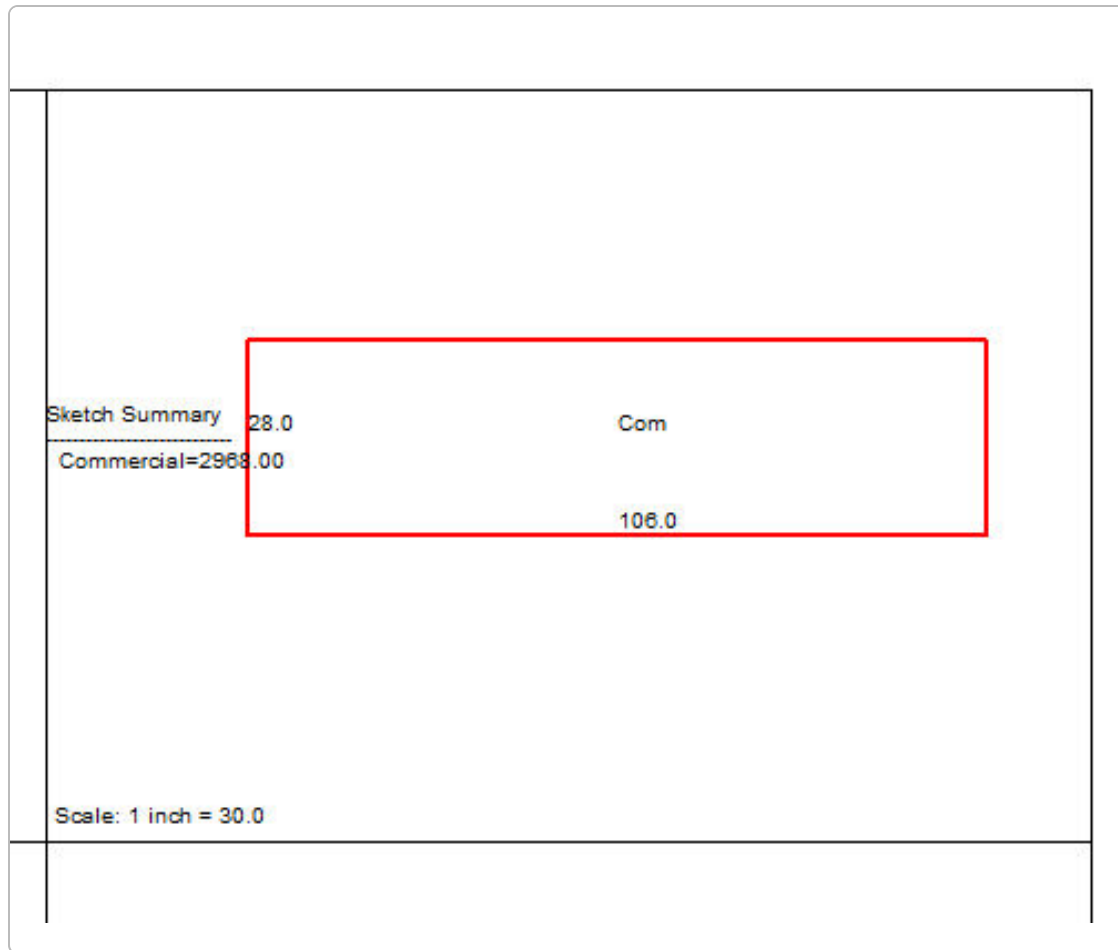 Sketch Summary
28.0
Com
Commercial=2968.00
106.0
Scale: 1 inch = 30.0